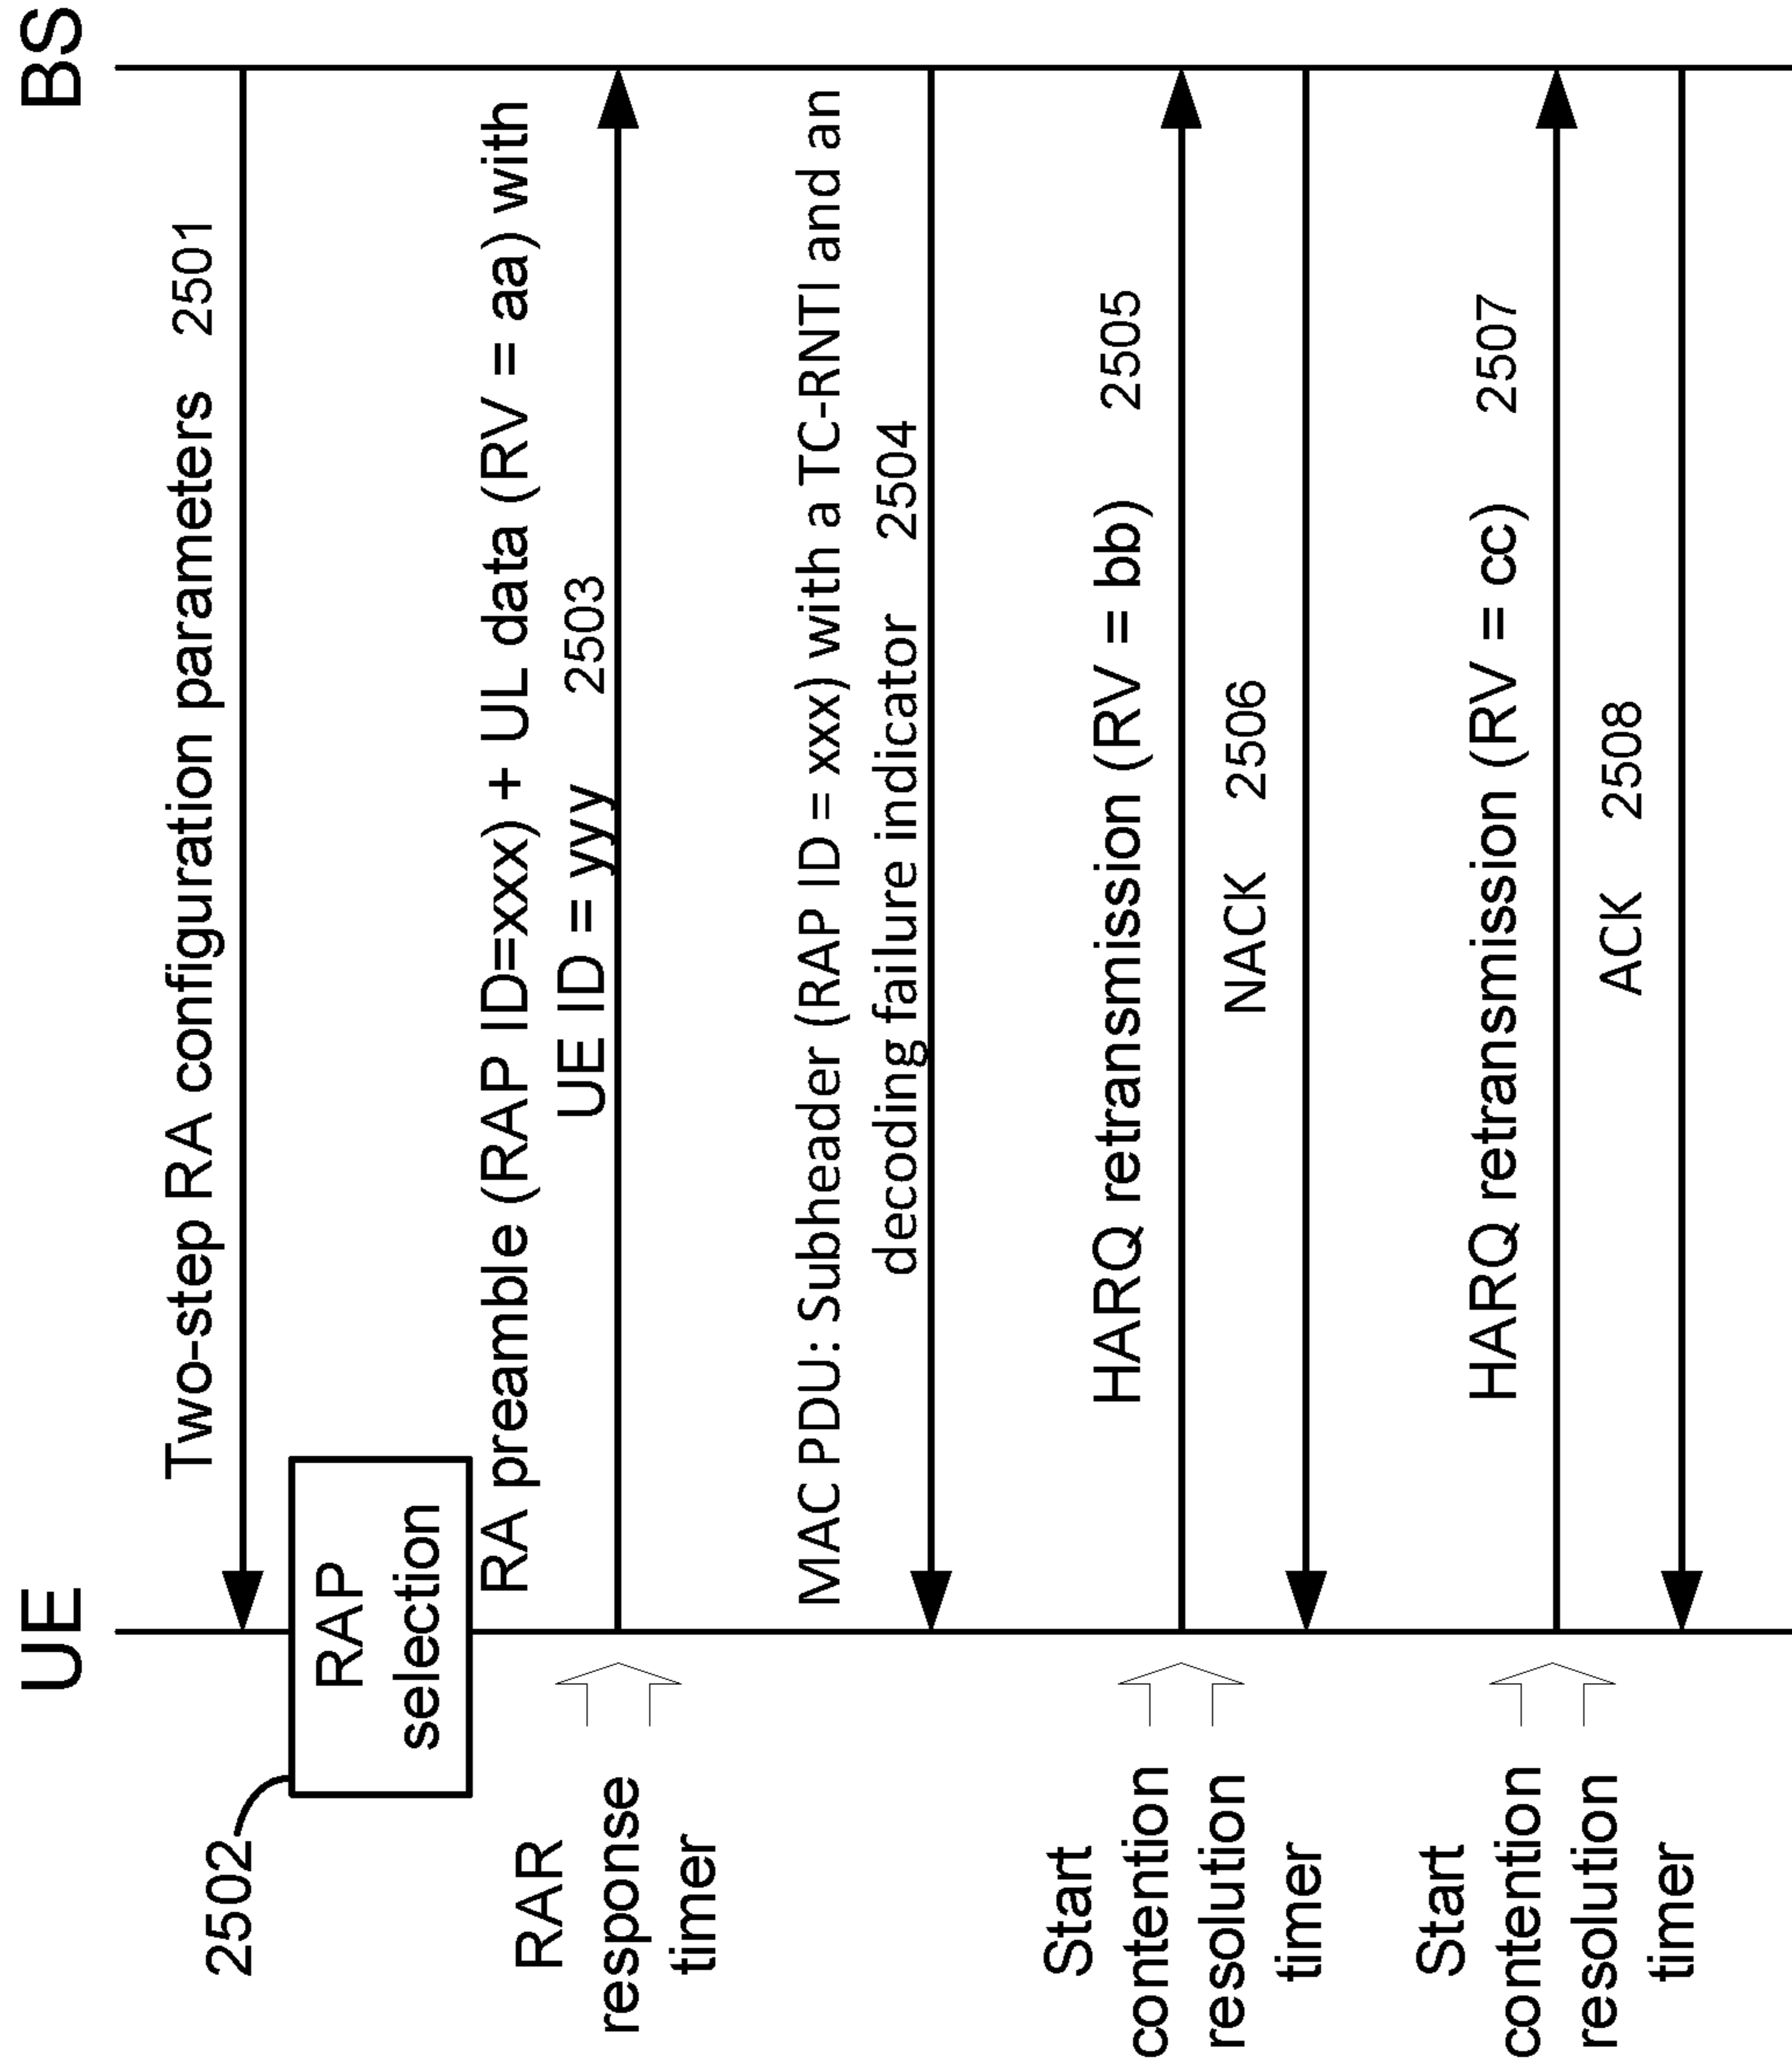 UE
BS
Two-step RA configuration parameters 2501
2502
RAP
selection
RA preamble (RAP ID=xxx) + UL data (RV = aa) with
UE ID = yyy 2503
RAR
response
timer
MAC PDU: Subheader (RAP ID = xxx) with a TC-RNTI and an
decoding failure indicator 2504
HARQ retransmission (RV = bb) 2505
Start
contention
resolution
timer
NACK 2506
HARQ retransmission (RV = cc) 2507
Start
contention
resolution
timer
ACK 2508